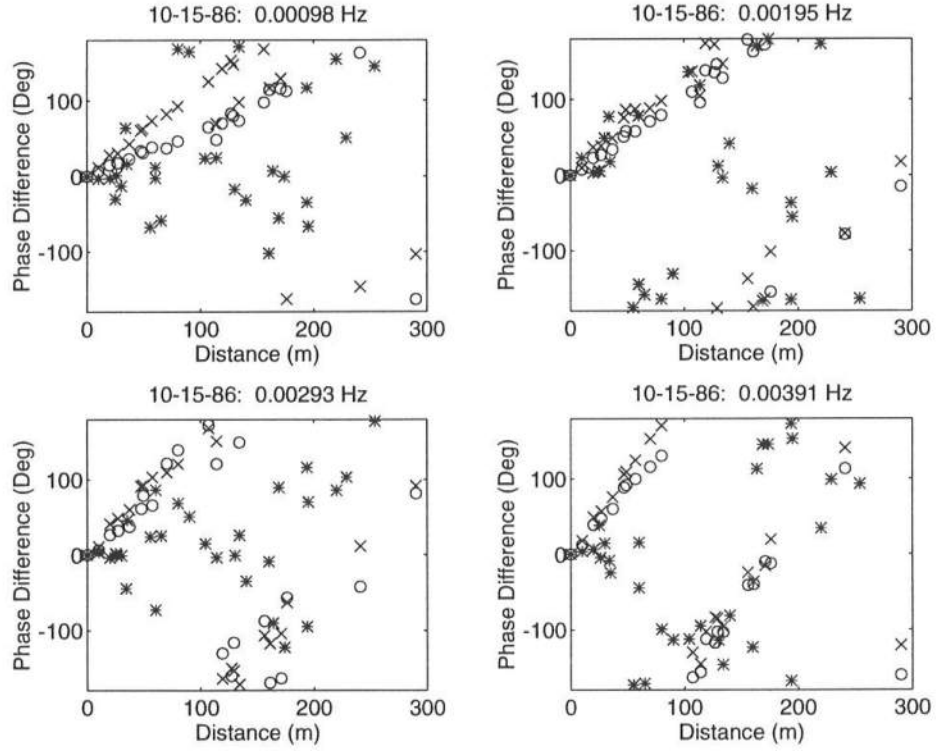 10-15-86: 0.00098 Hz
Phase Difference (Deg)
100
0
-100
0
100
200
300
Distance (m)
10-15-86: 0.00195 Hz
Phase Difference (Deg)
100
0
-100
0
100
200
300
Distance (m)
10-15-86: 0.00293 Hz
Phase Difference (Deg)
100
0
-100
0
100
200
300
Distance (m)
10-15-86: 0.00391 Hz
Phase Difference (Deg)
100
0
-100
0
100
200
300
Distance (m)